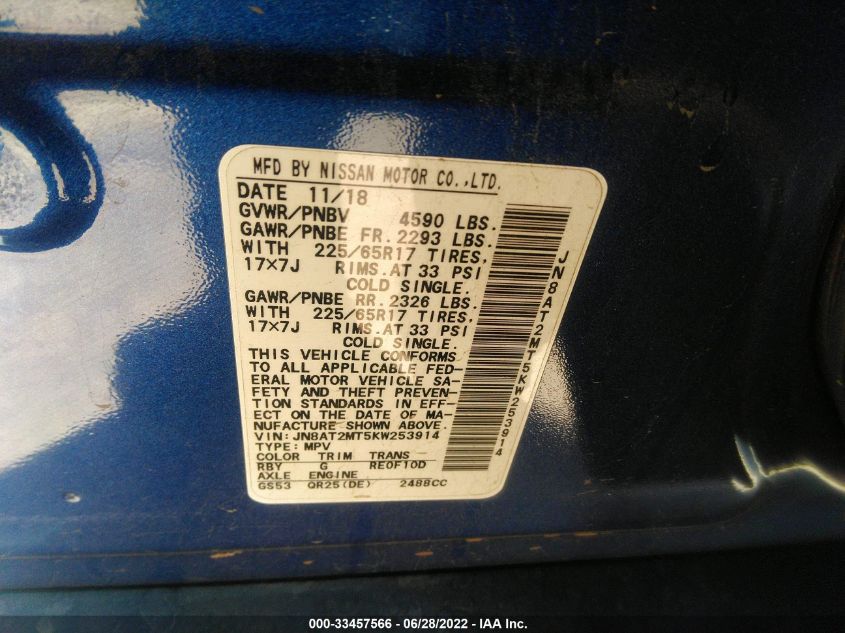 MFD BY NISSAN MOTOR CO.,LTD.
DATE 11/18
GVWR/PNBV 4590 LBS.
GAWR/PNBE FR. 2293 LBS.
WITH 225/65R17 TIRES.
17×7J RIMS.AT 33 PSI
COLD SINGLE.
GAWR/PNBE RR. 2326 LBS.
WITH 225/65R17 TIRES.
17×7J RIMS.AT 33 PSI
COLD SINGLE.
THIS VEHICLE CONFORMS
TO ALL APPLICABLE FED-
ERAL MOTOR VEHICLE SA-
FETY AND THEFT PREVEN-
TION STANDARDS IN EFF-
ECT ON THE DATE OF MA-
NUFACTURE SHOWN ABOVE.
VIN:JN8AT2MT5KW253914
TYPE: MPV
COLOR TRIM TRANS
RBY G RE0F10D
AXLE ENGINE
GS53 QR25(DE) 2488CC
JN8AT2MT5KW253914
000-33457566 / 06/28/2022 / IAA Inc.